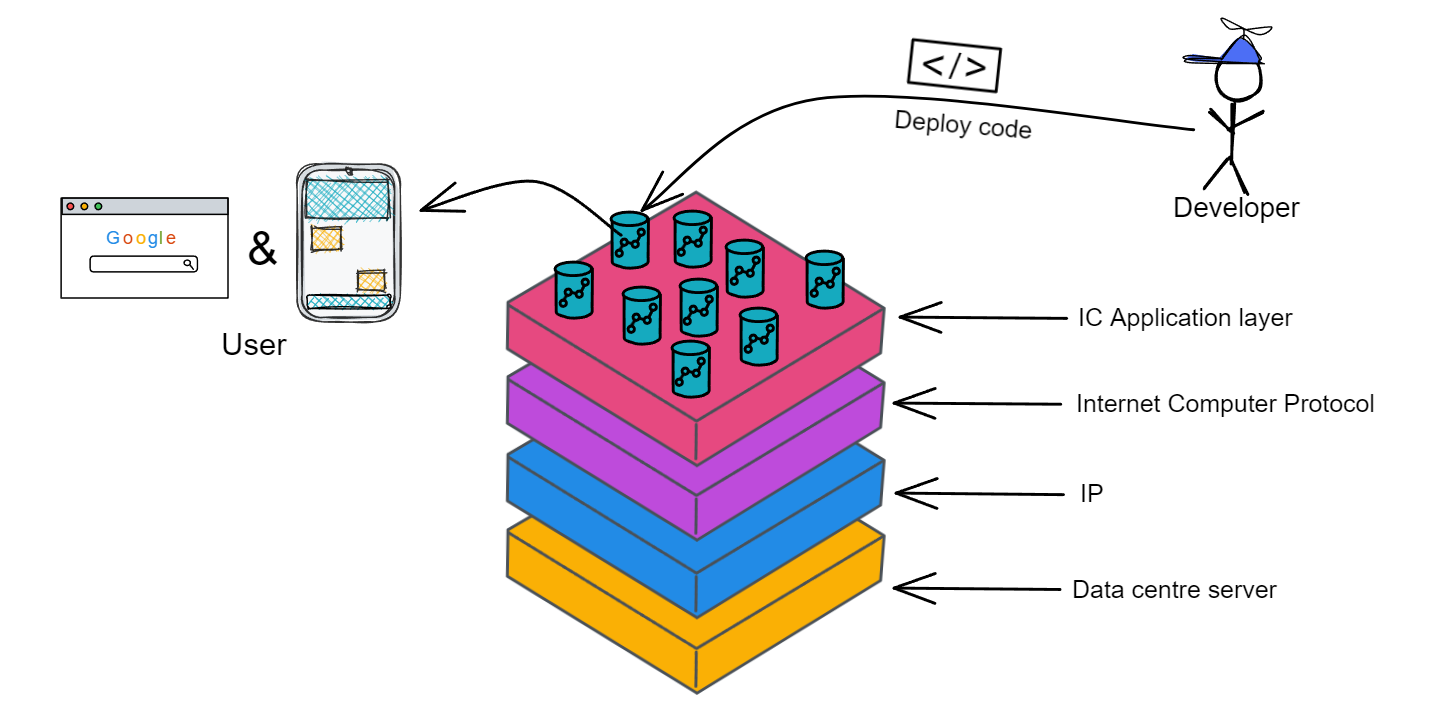 </>
Deploy code
Developer
Google
&
User
IC Application layer
Internet Computer Protocol
IP
Data centre server